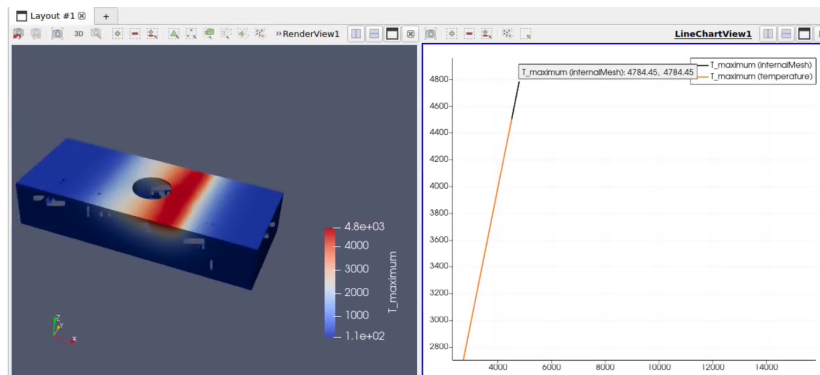 Layout #1
+
3D
»RenderView1
4.8e+03
4000
3000
2000
1000
1.1e+02
T_maximum
Z
Y
X
LineChartView1
T_maximum (internalMesh): 4784.45, 4784.45
T_maximum (internalMesh)
T_maximum (temperature)
4800
4600
4400
4200
4000
3800
3600
3400
3200
3000
2800
4000 6000 8000 10000 12000 14000